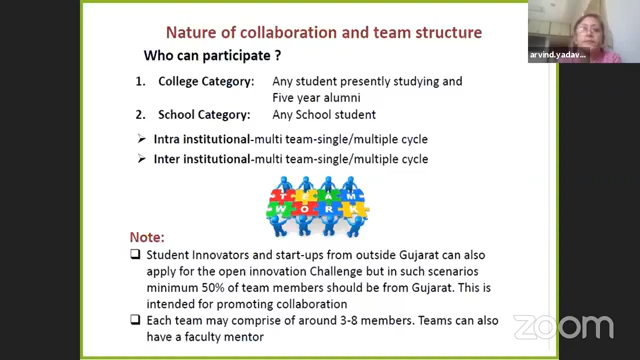 Nature of collaboration and team structure
arvind.yadav...
Who can participate ?
1. College Category: Any student presently studying and
Five year alumni
2. School Category: Any School student
➢ Intra institutional-multi team-single/multiple cycle
➢ Inter institutional-multi team-single/multiple cycle
T E A M
W O R K
Note:
❑ Student Innovators and start-ups from outside Gujarat can also
apply for the open innovation Challenge but in such scenarios
minimum 50% of team members should be from Gujarat. This is
intended for promoting collaboration
❑ Each team may comprise of around 3-8 members. Teams can also
have a faculty mentor
zoom